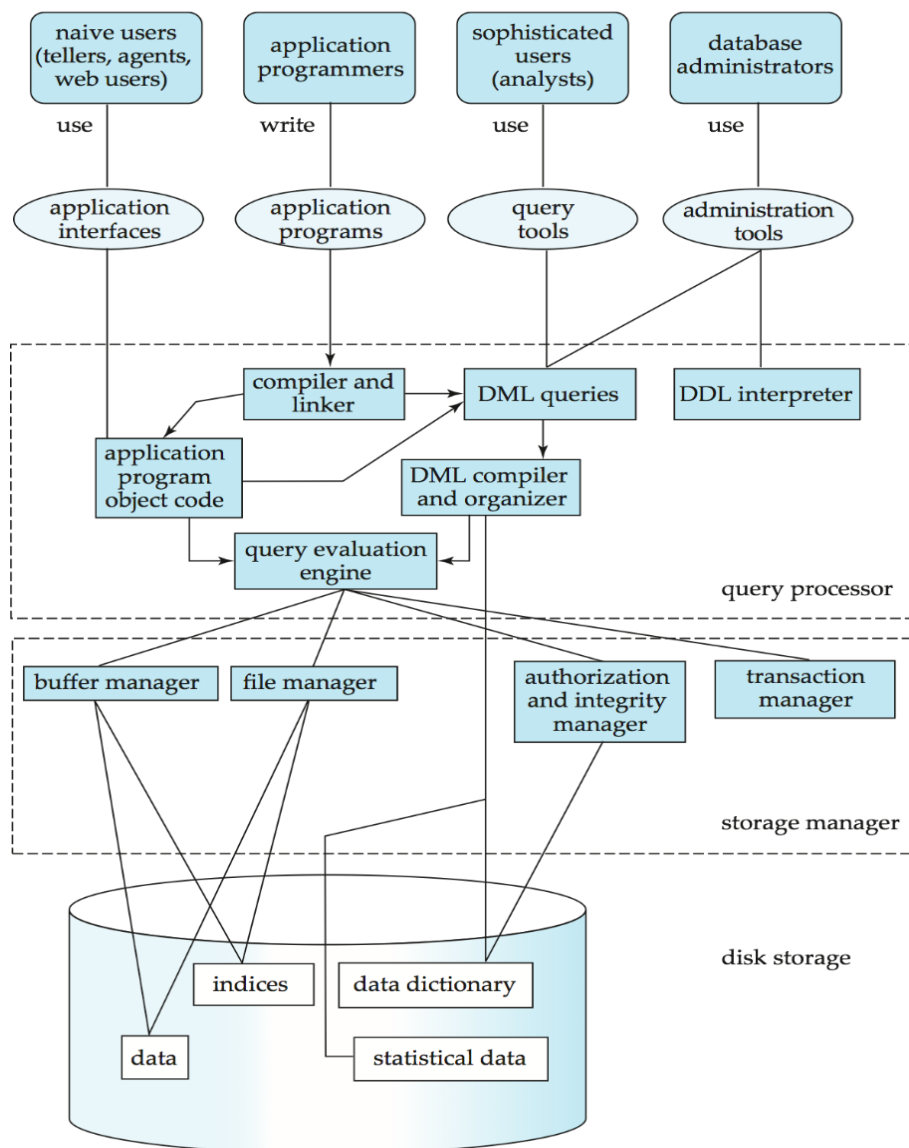 naive users
(tellers, agents,
web users)
application
programmers
sophisticated
users
(analysts)
database
administrators
use
write
use
use
application
interfaces
application
programs
query
tools
administration
tools
compiler and
linker
DML queries
DDL interpreter
application
program
object code
DML compiler
and organizer
query evaluation
engine
query processor
buffer manager
file manager
authorization
and integrity
manager
transaction
manager
storage manager
disk storage
indices
data dictionary
data
statistical data